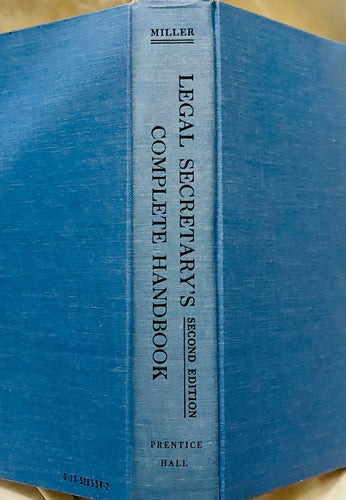 MILLER
LEGAL SECRETARY'S
COMPLETE HANDBOOK
SECOND EDITION
PRENTICE
HALL
0-13-528554-2